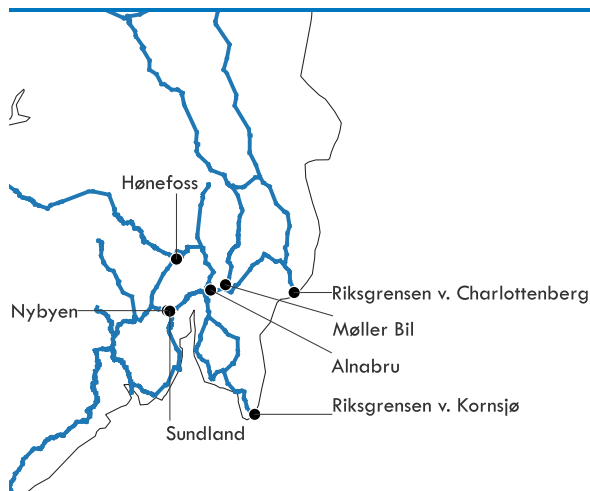 Hønefoss
Riksgrensen v. Charlottenberg
Nybyen
Møller Bil
Alnabru
Riksgrensen v. Kornsjø
Sundland